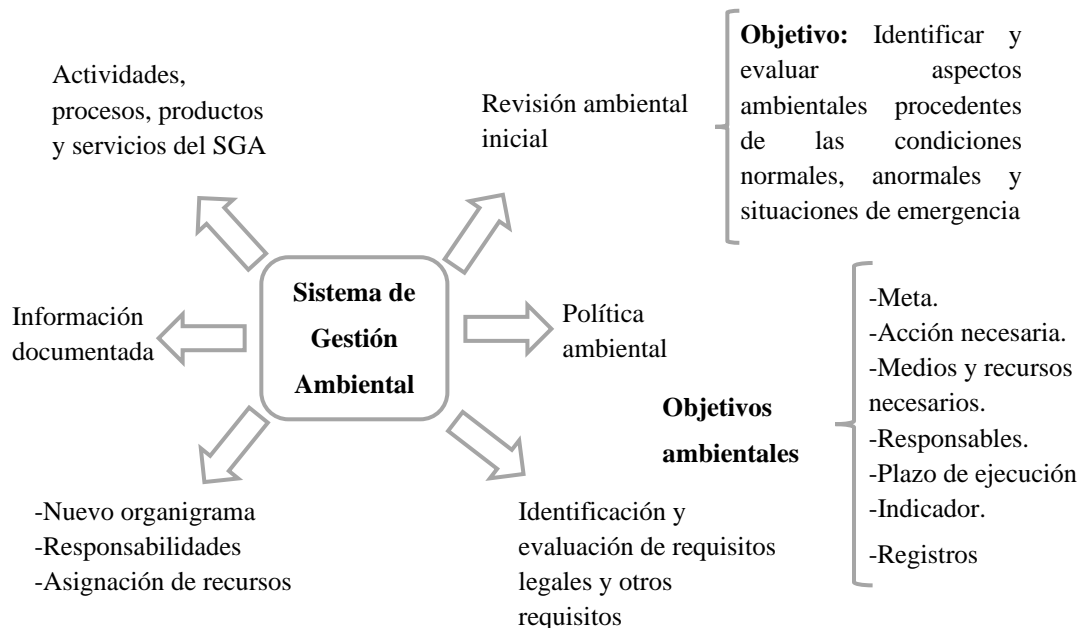 Actividades,
procesos, productos
y servicios del SGA
Revisión ambiental
inicial
Objetivo: Identificar y
evaluar aspectos
ambientales procedentes
de las condiciones
normales, anormales y
situaciones de emergencia
Información
documentada
Sistema de
Gestión
Ambiental
Política
ambiental
Objetivos
ambientales
-Meta.
-Acción necesaria.
-Medios y recursos
necesarios.
-Responsables.
-Plazo de ejecución
-Indicador.
-Registros
-Nuevo organigrama
-Responsabilidades
-Asignación de recursos
Identificación y
evaluación de requisitos
legales y otros
requisitos